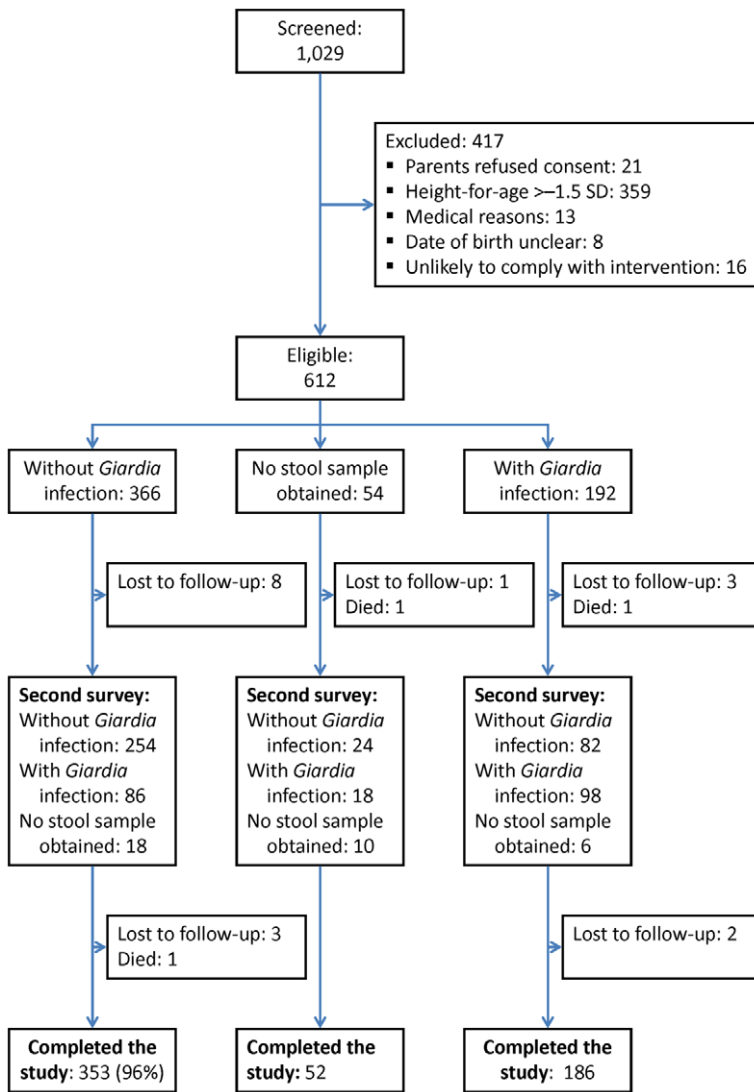 Screened:
1,029
Excluded: 417
▪ Parents refused consent: 21
▪ Height-for-age >–1.5 SD: 359
▪ Medical reasons: 13
▪ Date of birth unclear: 8
▪ Unlikely to comply with intervention: 16
Eligible:
612
Without Giardia
infection: 366
No stool sample
obtained: 54
With Giardia
infection: 192
Lost to follow-up: 8
Lost to follow-up: 1
Died: 1
Lost to follow-up: 3
Died: 1
Second survey:
Without Giardia
infection: 254
With Giardia
infection: 86
No stool sample
obtained: 18
Second survey:
Without Giardia
infection: 24
With Giardia
infection: 18
No stool sample
obtained: 10
Second survey:
Without Giardia
infection: 82
With Giardia
infection: 98
No stool sample
obtained: 6
Lost to follow-up: 3
Died: 1
Lost to follow-up: 2
Completed the
study: 353 (96%)
Completed the
study: 52
Completed the
study: 186